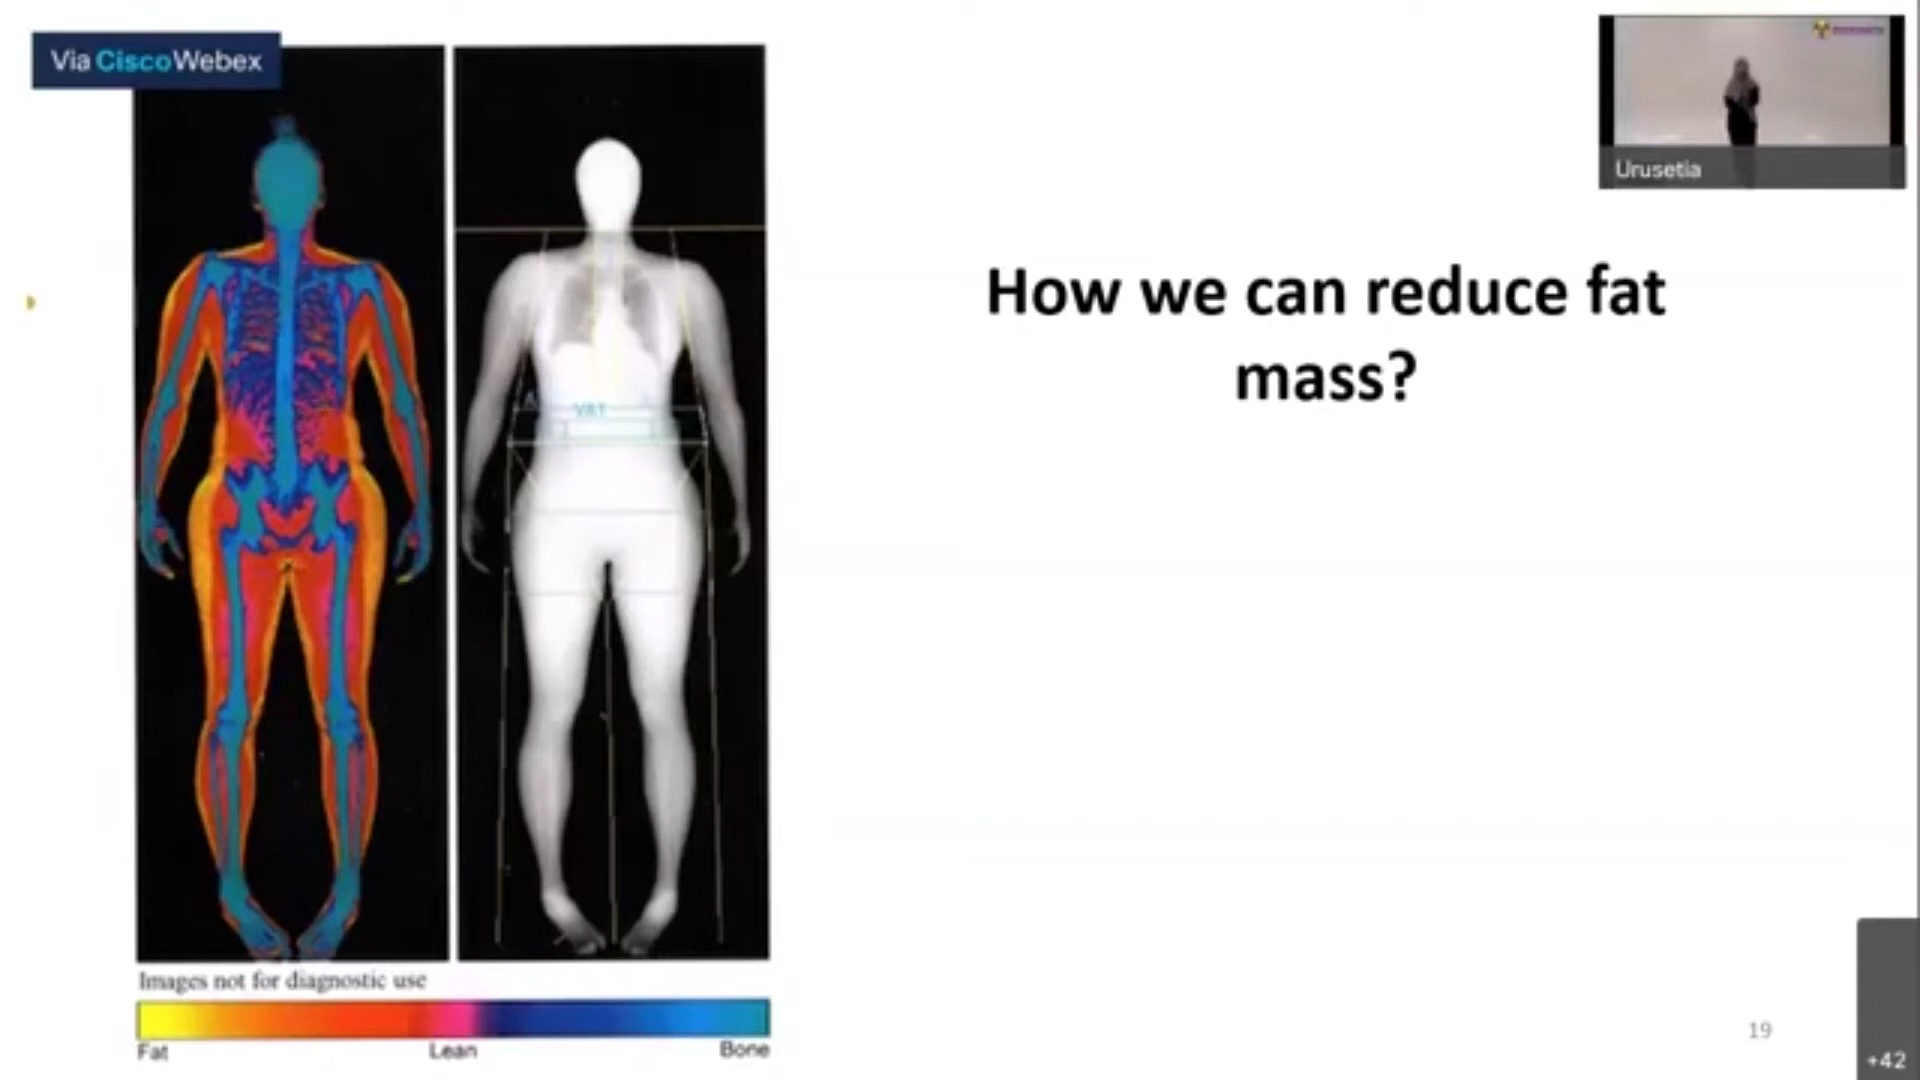 Via CiscoWebex
Urusetia
How we can reduce fat
mass?
VAT
Images not for diagnostic use
Fat Lean Bone
19
+42